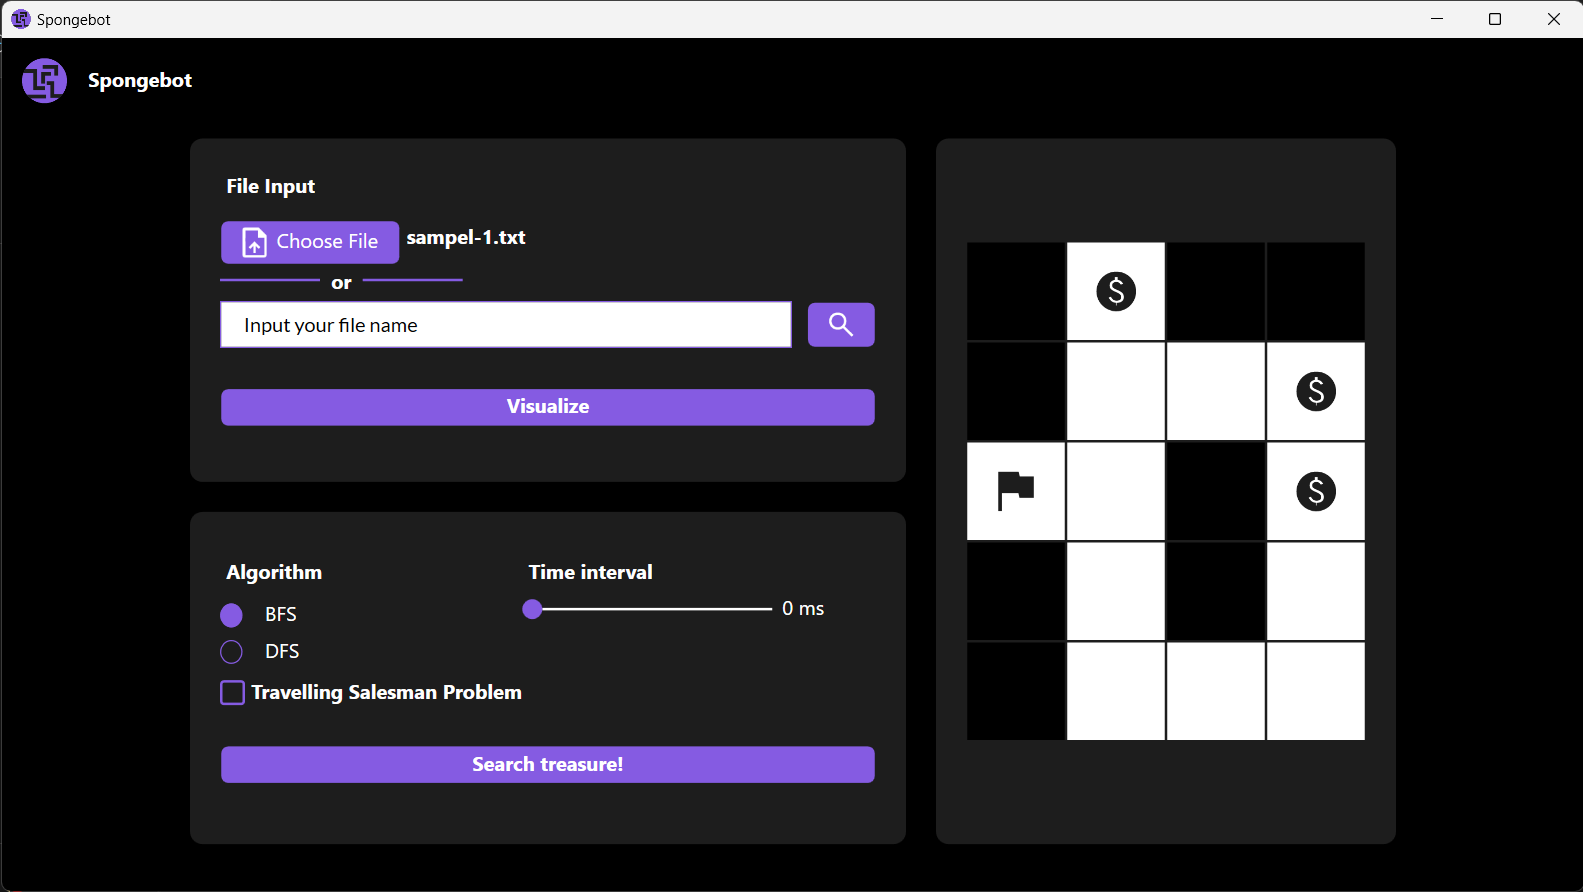 Spongebot
Spongebot
File Input
Choose File
sampel-1.txt
or
Input your file name
Visualize
Algorithm
BFS
DFS
Travelling Salesman Problem
Time interval
0 ms
Search treasure!
$
$
$